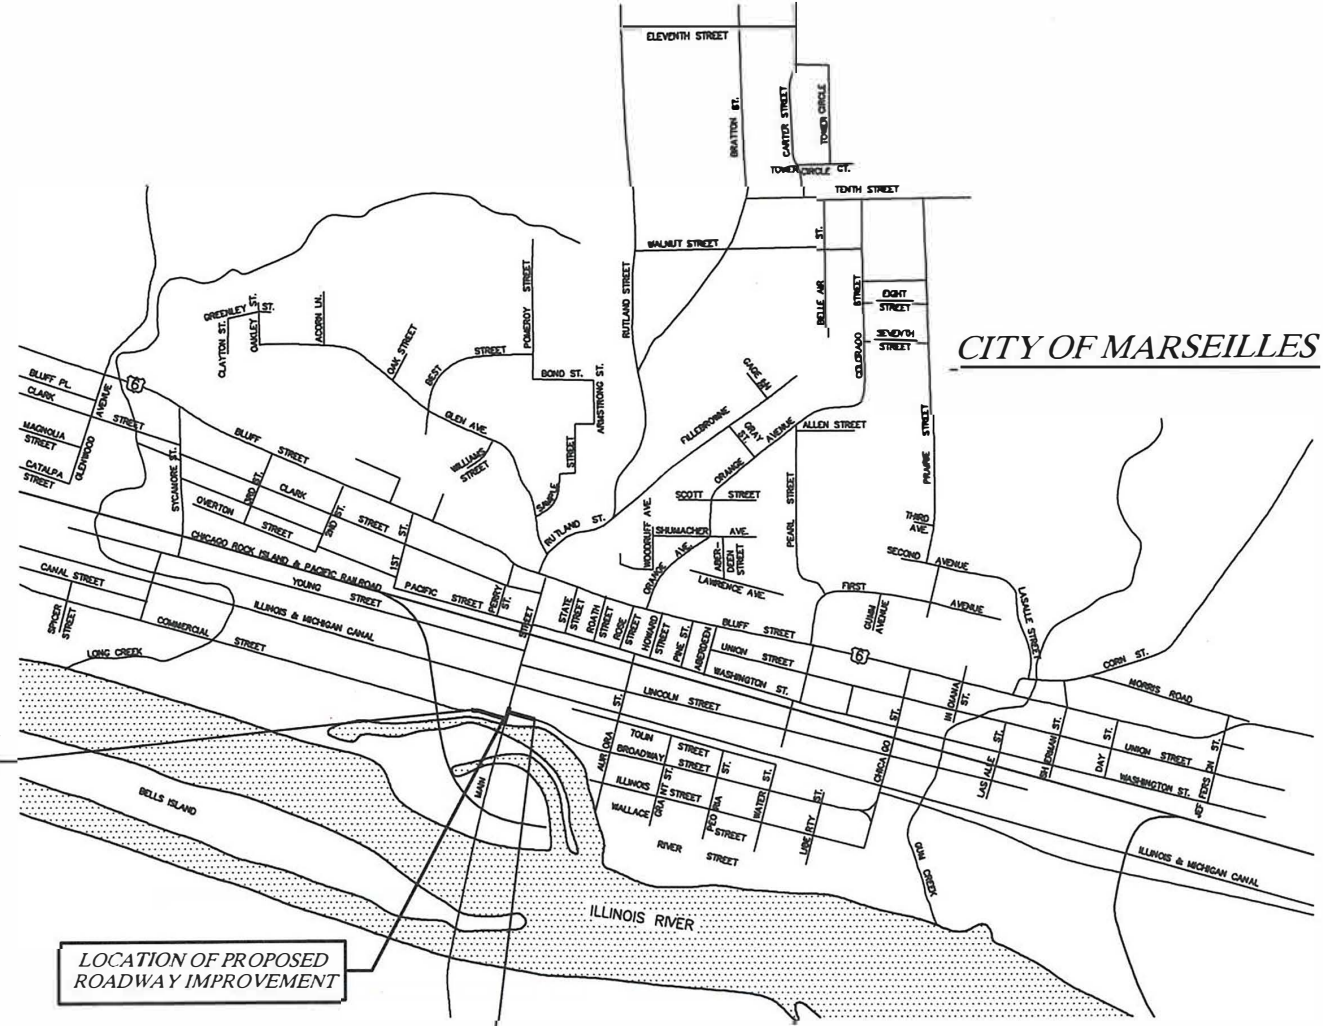 ELEVENTH STREET
BRATTON ST.
CARTER STREET
TOWER CIRCLE
TOWER CIRCLE CT.
TENTH STREET
WALNUT STREET
RUTLAND STREET
BELLE AIR ST.
COLORADO STREET
EIGHT
STREET
SEVENTH
STREET
CITY OF MARSEILLES
POMEROY STREET
GREENLEY ST.
CLAYTON ST.
OAKLEY ST.
ACORN LN.
OAK STREET
BEST STREET
BOND ST.
ARMSTRONG ST.
GLEN AVE.
WILLIAMS
STREET
SAMPLE STREET
RUTLAND ST.
GAGE LN
FILLEBROWNE
GRAY
ST.
ORANGE AVENUE
ALLEN STREET
SCOTT STREET
PEARL STREET
PRAIRIE STREET
THIRD
AVE.
SECOND AVENUE
WOODRUFF AVE.
SHUMACHER AVE.
ORANGE AVE.
ABER-
DEEN
STREET
LAWRENCE AVE.
FIRST AVENUE
CHAIN
AVENUE
LASALLE STREET
CORN ST.
MORRIS ROAD
6
BLUFF PL.
CLARK STREET
MAGNOLIA
STREET
CATALPA
STREET
GLENWOOD AVENUE
SYCAMORE ST.
BLUFF STREET
3RD ST.
CLARK STREET
OVERTON STREET
2ND ST.
1ST ST.
CHICAGO ROCK ISLAND & PACIFIC RAILROAD
PACIFIC STREET
PERRY
ST.
YOUNG STREET
ILLINOIS & MICHIGAN CANAL
CANAL STREET
SPICER
STREET
COMMERCIAL STREET
LONG CREEK
STATE
STREET
ROATH
STREET
ROSE
STREET
HOWARD
STREET
PINE ST.
ABERDEEN
BLUFF STREET
6
UNION STREET
WASHINGTON ST.
LINCOLN STREET
INDIANA
ST.
MAIN STREET
AURORA ST.
TOLIN STREET
BROADWAY STREET
ILLINOIS STREET
WALLACE STREET
GRANT ST.
PEORIA ST.
WATER ST.
LIBERTY ST.
CHICAGO ST.
RIVER STREET
LASALLE ST.
SHERMAN ST.
DAY ST.
UNION STREET
WASHINGTON ST.
JEFFERSON ST.
GUM CREEK
ILLINOIS & MICHIGAN CANAL
BELLS ISLAND
ILLINOIS RIVER
LOCATION OF PROPOSED
ROADWAY IMPROVEMENT